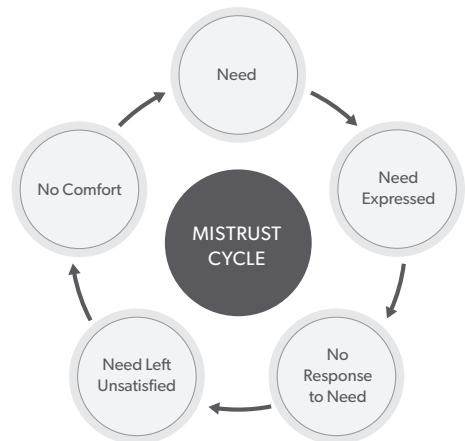 Need
Need
Expressed
No
Response
to Need
Need Left
Unsatisfied
No Comfort
MISTRUST
CYCLE